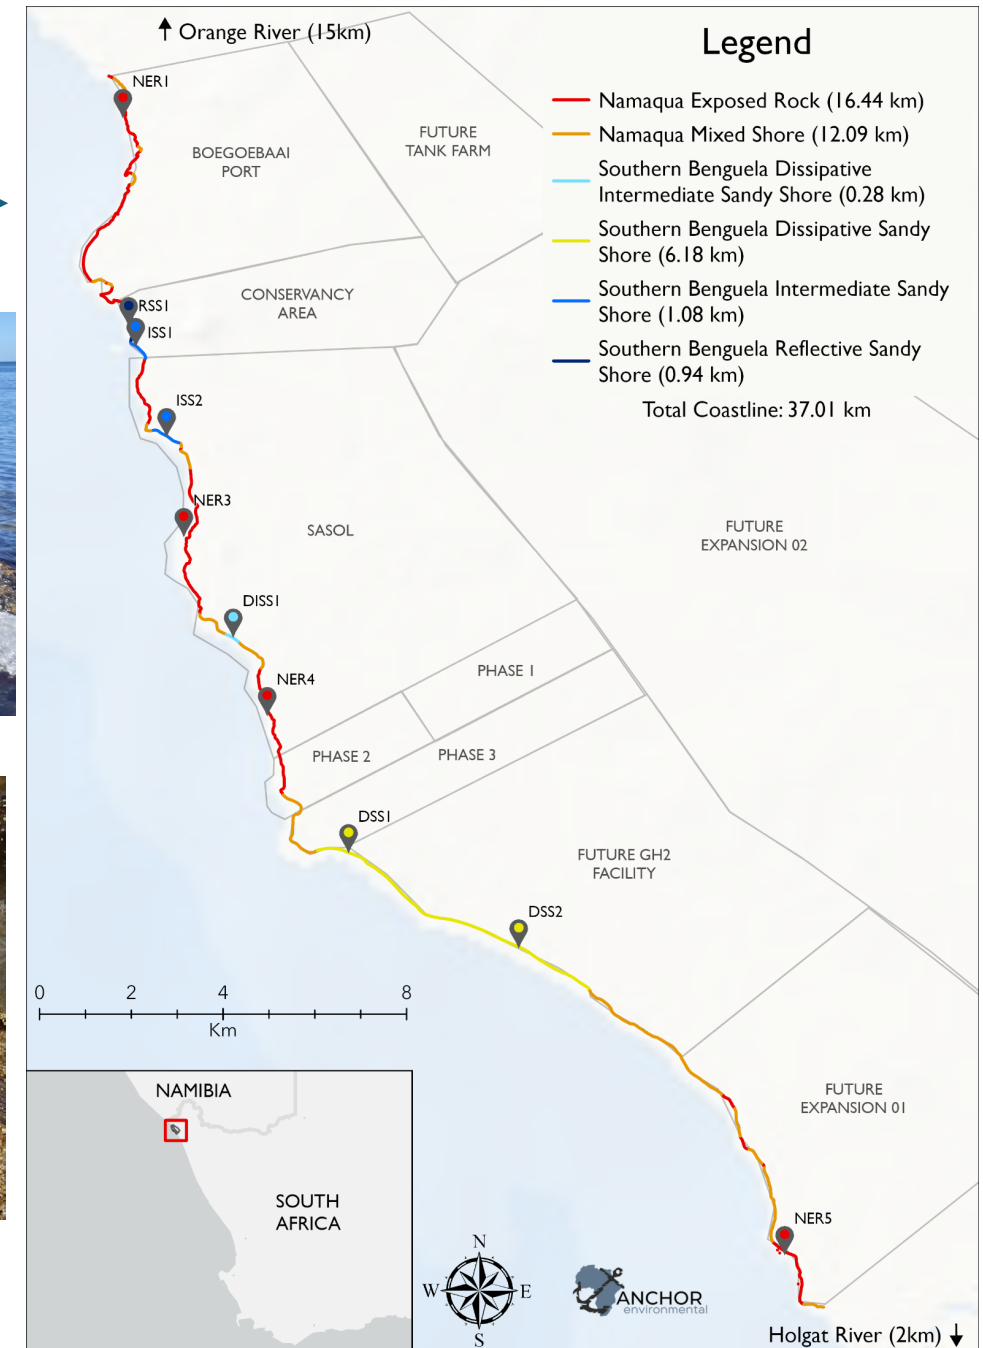 Orange River (15km)
Legend
Namaqua Exposed Rock (16.44 km)
Namaqua Mixed Shore (12.09 km)
Southern Benguela Dissipative
Intermediate Sandy Shore (0.28 km)
Southern Benguela Dissipative Sandy
Shore (6.18 km)
Southern Benguela Intermediate Sandy
Shore (1.08 km)
Southern Benguela Reflective Sandy
Shore (0.94 km)
Total Coastline: 37.01 km
NER1
BOEGOEBAAI
PORT
FUTURE
TANK FARM
CONSERVANCY
AREA
RSS1
ISS1
ISS2
NER3
SASOL
FUTURE
EXPANSION 02
DISS1
NER4
PHASE 1
PHASE 2
PHASE 3
DSS1
FUTURE GH2
FACILITY
DSS2
0 2 4 8
Km
NAMIBIA
SOUTH
AFRICA
FUTURE
EXPANSION 01
NER5
N
W E
S
ANCHOR
environmental
Holgat River (2km)